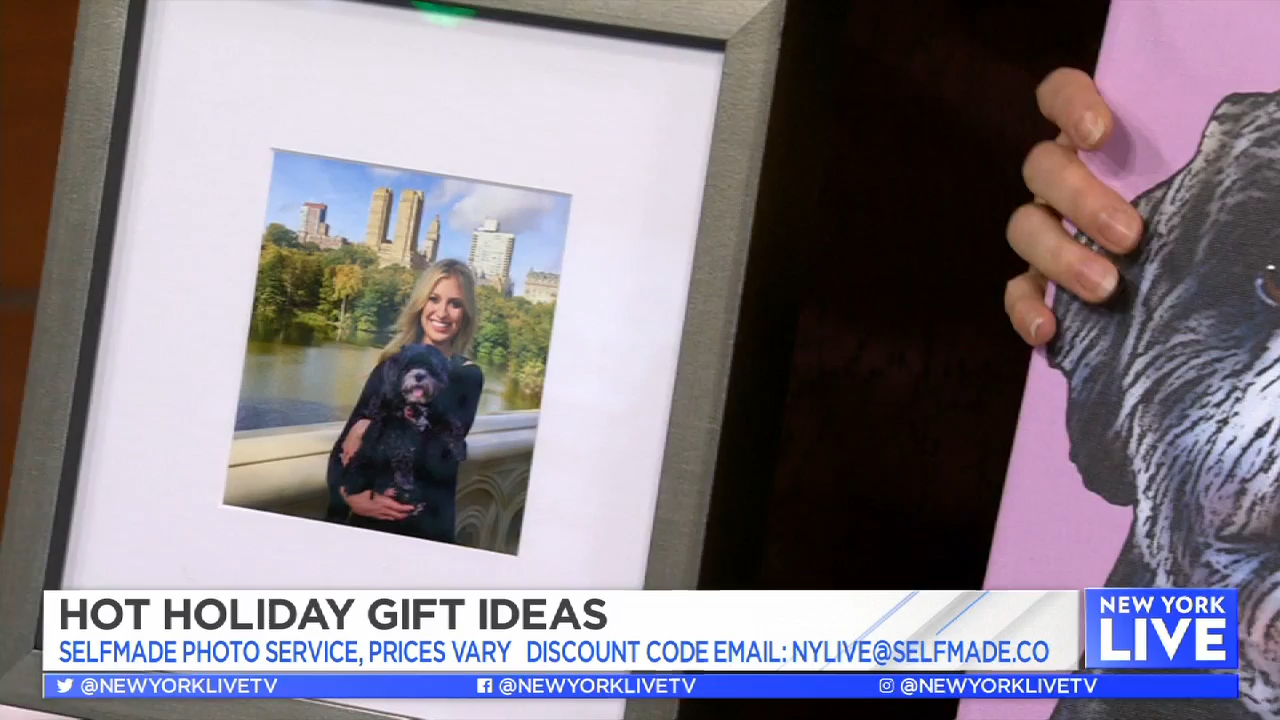 HOT HOLIDAY GIFT IDEAS
SELFMADE PHOTO SERVICE, PRICES VARY DISCOUNT CODE EMAIL: NYLIVE@SELFMADE.CO
NEW YORK
LIVE
@NEWYORKLIVETV @NEWYORKLIVETV @NEWYORKLIVETV